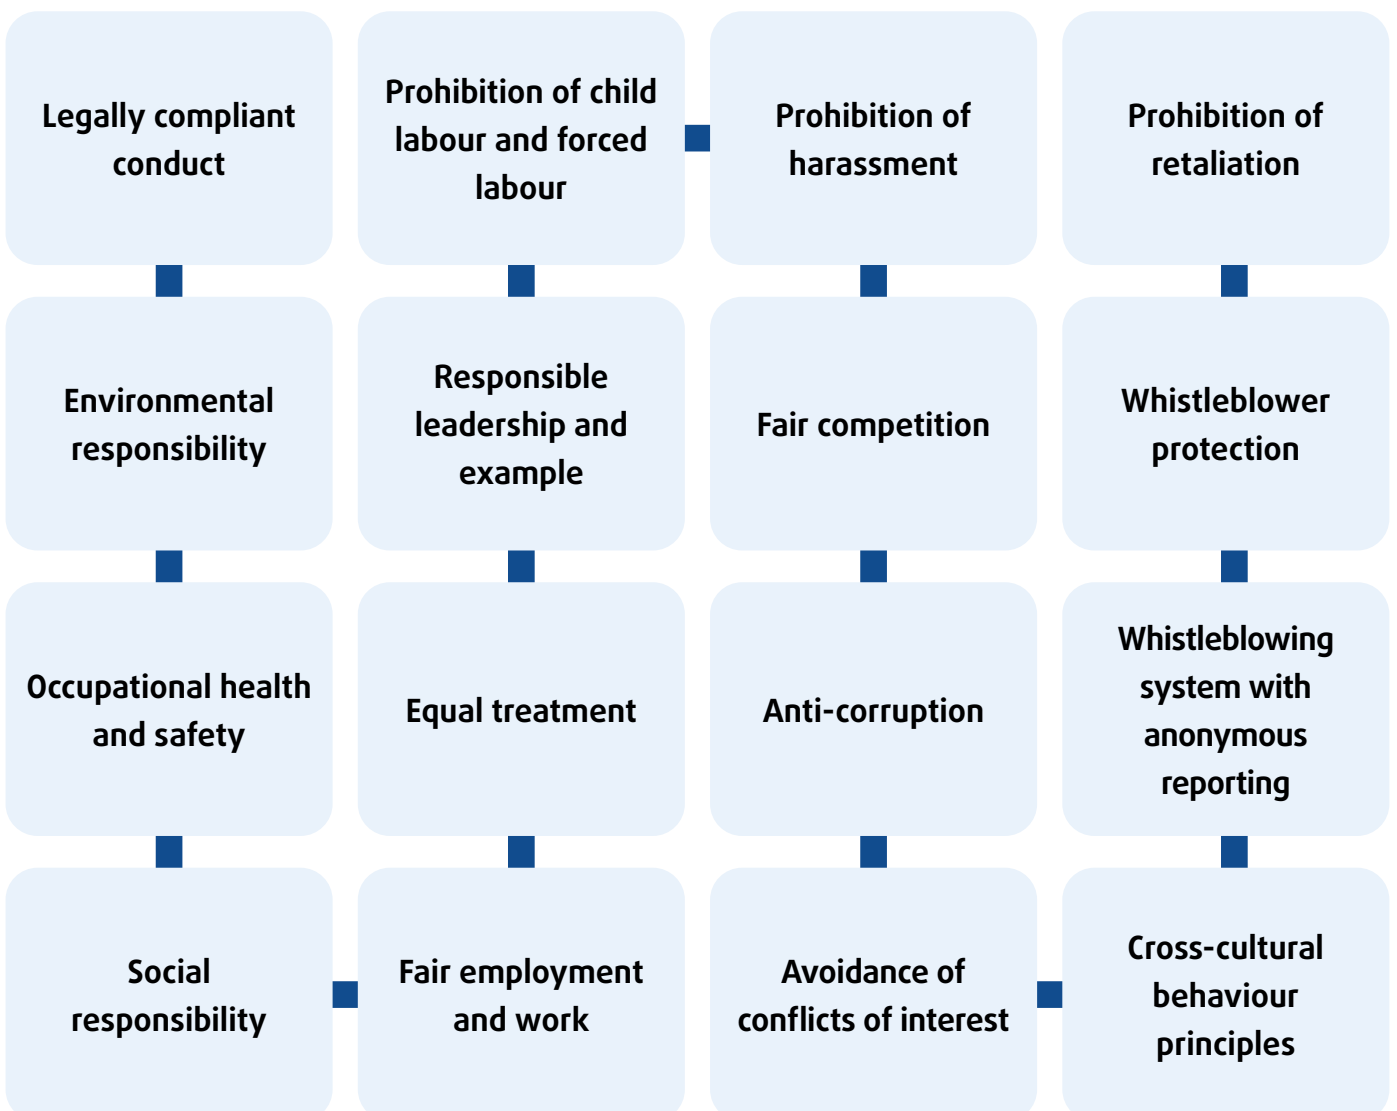 Legally compliant
conduct
Environmental
responsibility
Occupational health
and safety
Social
responsibility
Fair employment
and work
Equal treatment
Responsible
leadership and
example
Prohibition of child
labour and forced
labour
Prohibition of
harassment
Fair competition
Anti-corruption
Avoidance of
conflicts of interest
Cross-cultural
behaviour
principles
Whistleblowing
system with
anonymous
reporting
Whistleblower
protection
Prohibition of
retaliation